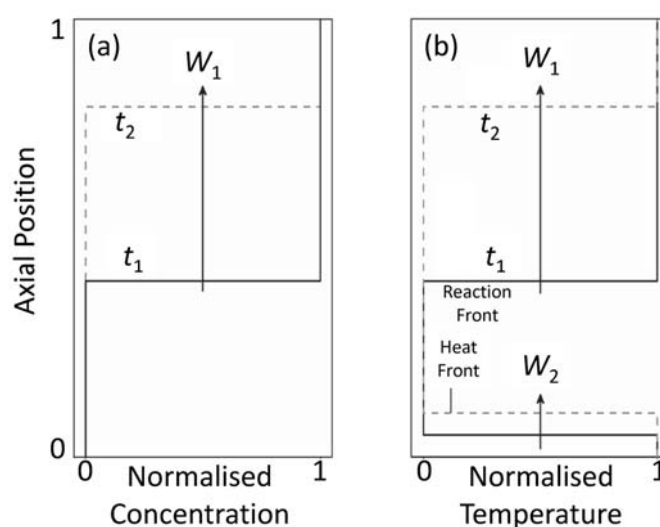 1
(a)
W1
t2
t1
Axial Position
0
0
1
Normalised
Concentration
(b)
W1
t2
t1
Reaction
Front
Heat
Front
W2
0
1
Normalised
Temperature